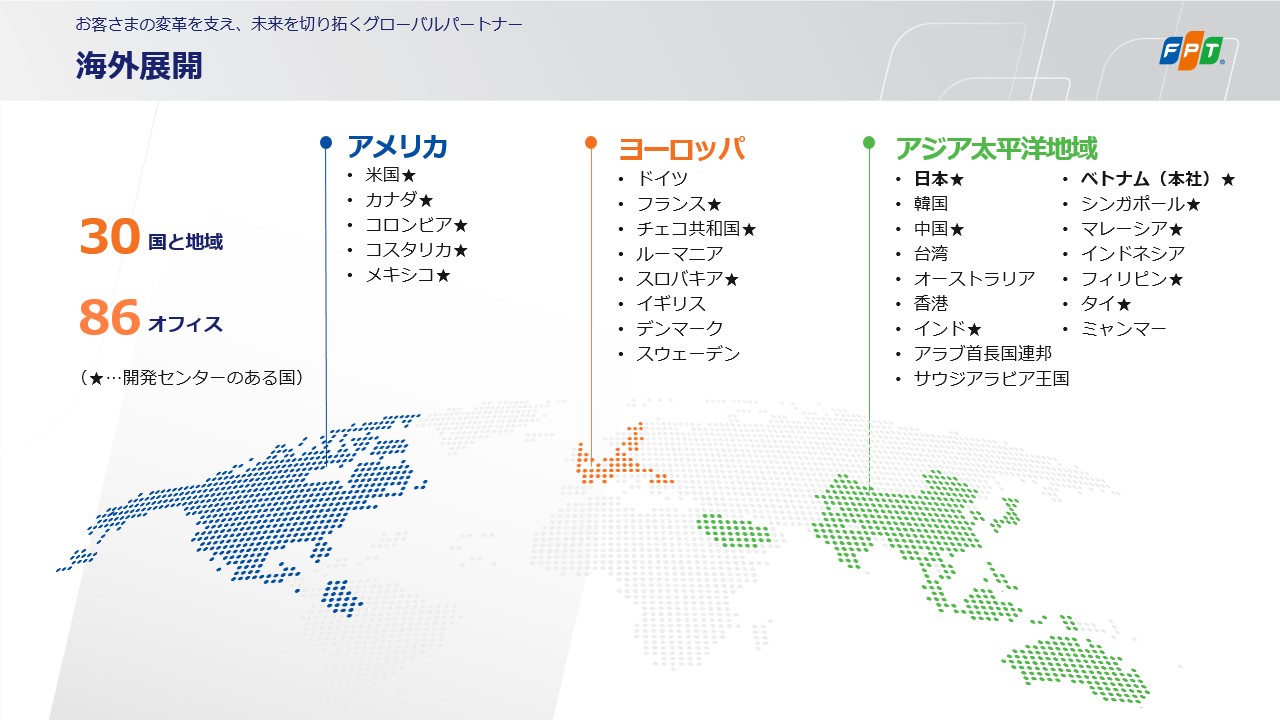 お客さまの変革を支え、未来を切り拓くグローバルパートナー
海外展開
FPT®
30 国と地域
86 オフィス
（★…開発センターのある国）
アメリカ
• 米国★
• カナダ★
• コロンビア★
• コスタリカ★
• メキシコ★
ヨーロッパ
• ドイツ
• フランス★
• チェコ共和国★
• ルーマニア
• スロバキア★
• イギリス
• デンマーク
• スウェーデン
アジア太平洋地域
• 日本★
• 韓国
• 中国★
• 台湾
• オーストラリア
• 香港
• インド★
• アラブ首長国連邦
• サウジアラビア王国
• ベトナム（本社）★
• シンガポール★
• マレーシア★
• インドネシア
• フィリピン★
• タイ★
• ミャンマー